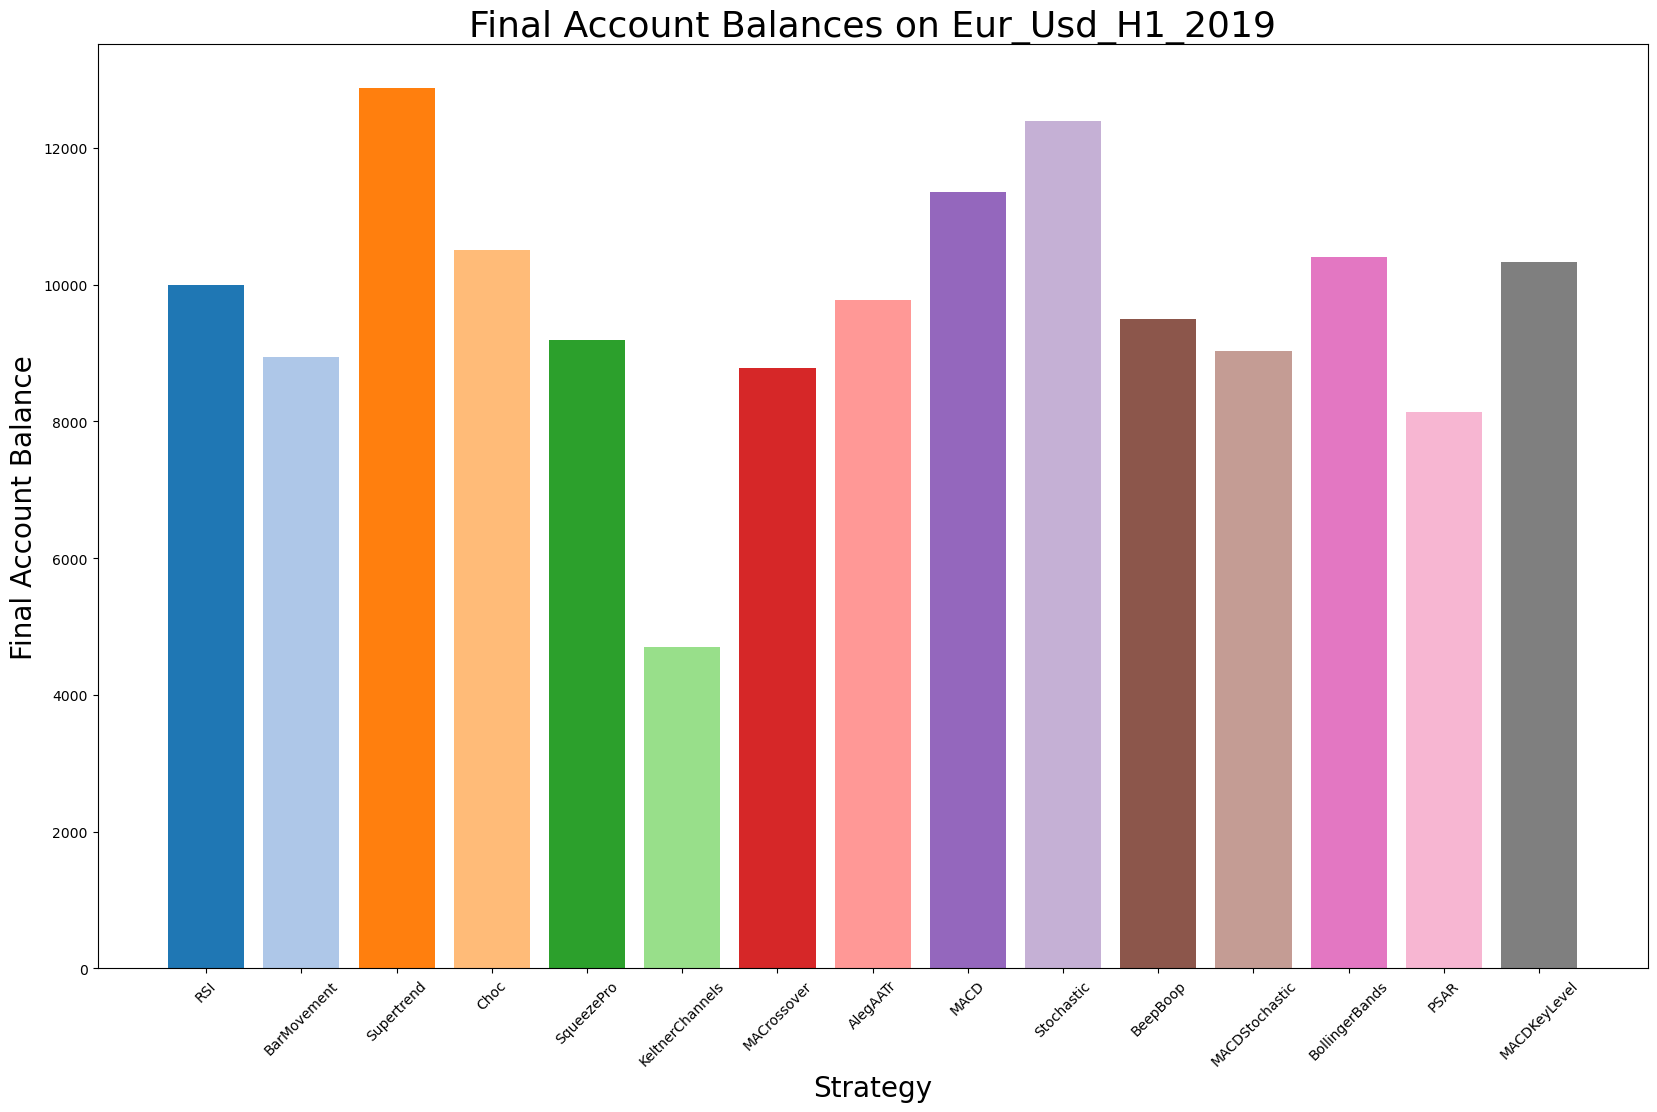 Final Account Balances on Eur_Usd_H1_2019
Final Account Balance
12000
10000
8000
6000
4000
2000
0
RSI
BarMovement
Supertrend
Choc
SqueezePro
KeltnerChannels
MACrossover
AlegAATr
MACD
Stochastic
BeepBoop
MACDStochastic
BollingerBands
PSAR
MACDKeyLevel
Strategy